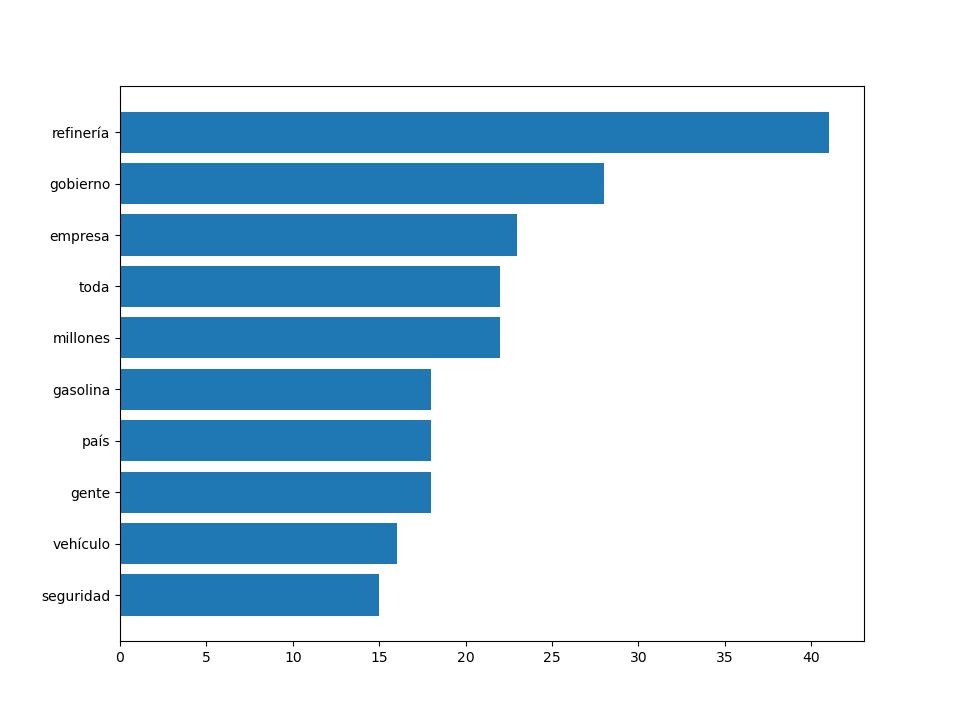 refinería
gobierno
empresa
toda
millones
gasolina
país
gente
vehículo
seguridad
0 5 10 15 20 25 30 35 40